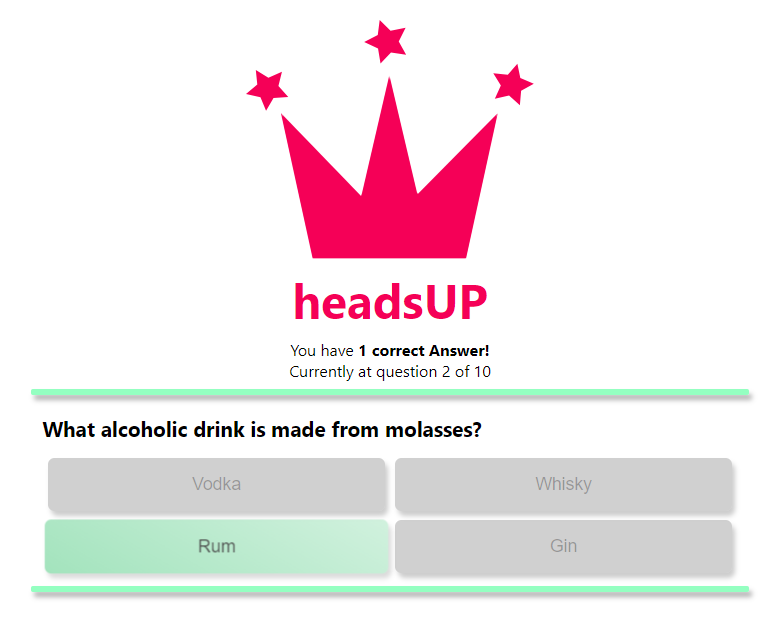 headsUP
You have 1 correct Answer!
Currently at question 2 of 10
What alcoholic drink is made from molasses?
Vodka
Whisky
Rum
Gin